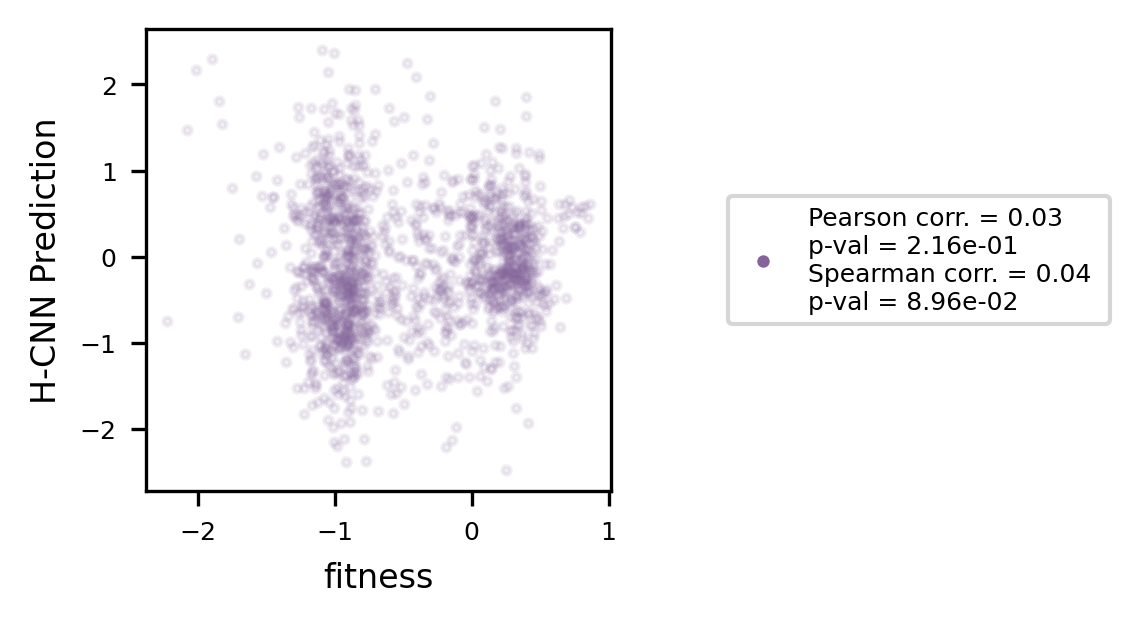 H-CNN Prediction
2
1
0
−1
−2
−2
−1
0
1
fitness
Pearson corr. = 0.03
p-val = 2.16e-01
Spearman corr. = 0.04
p-val = 8.96e-02